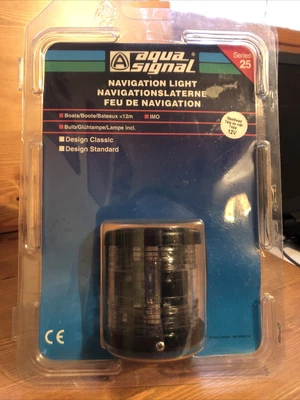 aqua
signal
Series
25
NAVIGATION LIGHT
NAVIGATIONSLATERNE
FEU DE NAVIGATION
Boats/Boote/Bateaux <12m IMO
Bulb/Glühlampe/Lampe incl.
Design Classic
Design Standard
Masthead
12V
CE